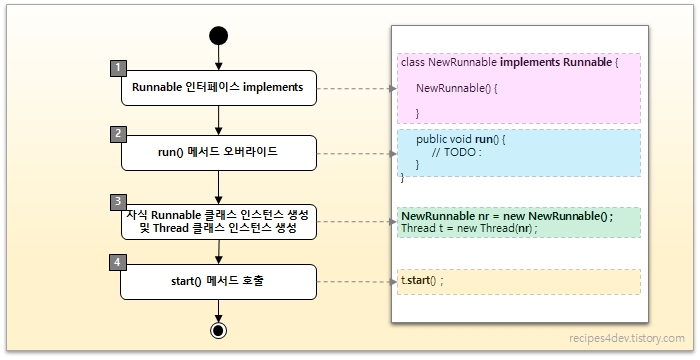 1
Runnable 인터페이스 implements
2
run() 메서드 오버라이드
3
자식 Runnable 클래스 인스턴스 생성
및 Thread 클래스 인스턴스 생성
4
start() 메서드 호출
class NewRunnable implements Runnable {
NewRunnable() {
}
public void run() {
// TODO :
}
}
NewRunnable nr = new NewRunnable() ;
Thread t = new Thread(nr) ;
t.start() ;
recipes4dev.tistory.com